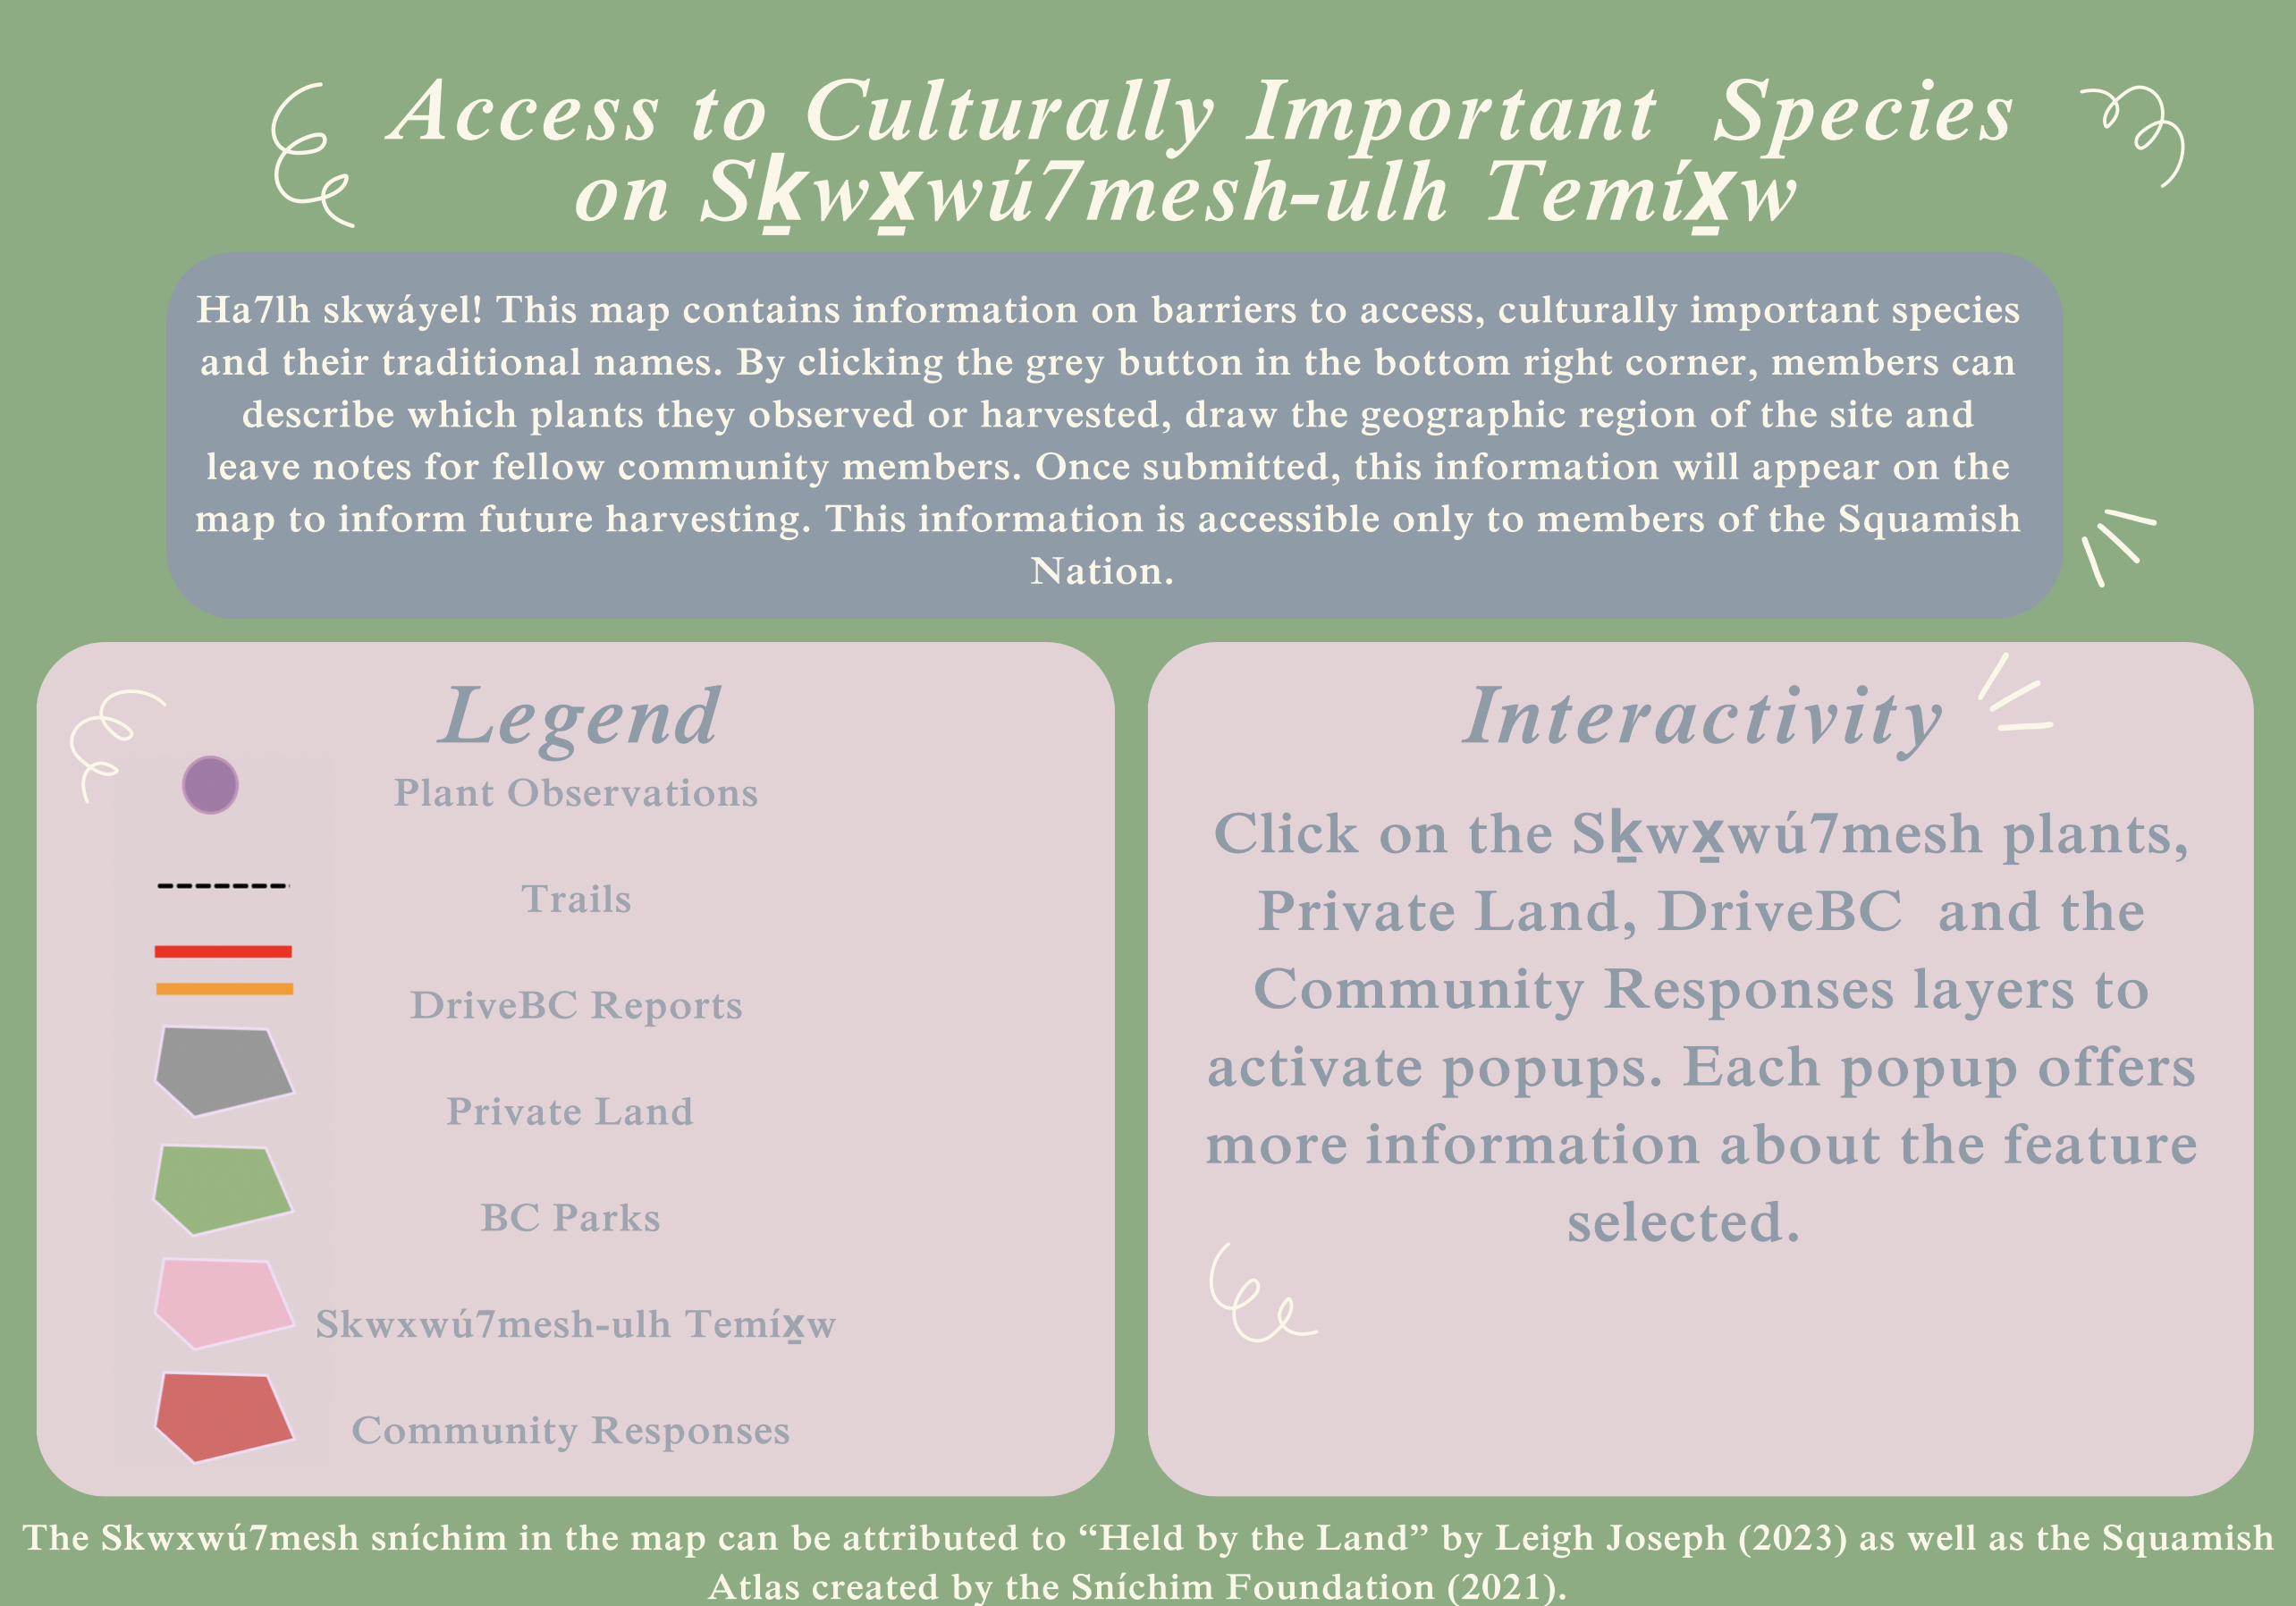 Access to Culturally Important Species
on Sḵwx̱wú7mesh-ulh Temíx̱w
Ha7lh skwáyel! This map contains information on barriers to access, culturally important species
and their traditional names. By clicking the grey button in the bottom right corner, members can
describe which plants they observed or harvested, draw the geographic region of the site and
leave notes for fellow community members. Once submitted, this information will appear on the
map to inform future harvesting. This information is accessible only to members of the Squamish
Nation.
Legend
Plant Observations
Trails
DriveBC Reports
Private Land
BC Parks
Skwxwú7mesh-ulh Temíx̱w
Community Responses
Interactivity
Click on the Sḵwx̱wú7mesh plants,
Private Land, DriveBC and the
Community Responses layers to
activate popups. Each popup offers
more information about the feature
selected.
The Skwxwú7mesh sníchim in the map can be attributed to “Held by the Land” by Leigh Joseph (2023) as well as the Squamish
Atlas created by the Sníchim Foundation (2021).